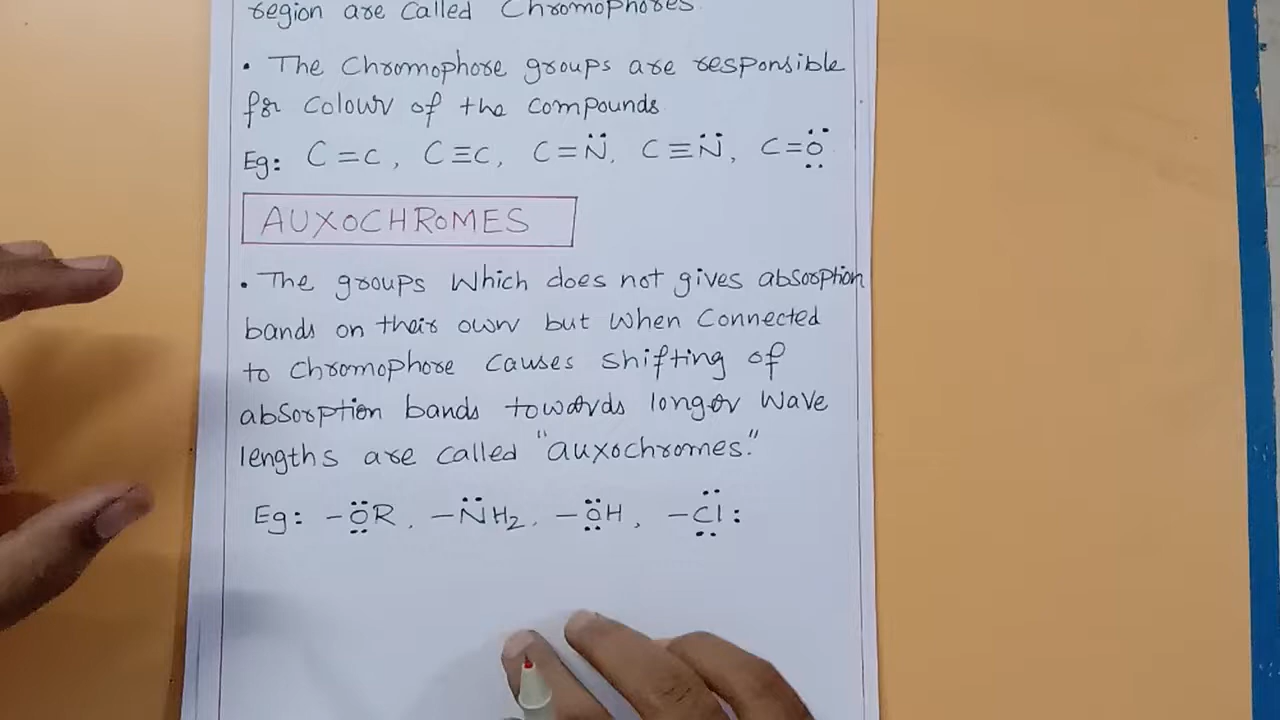 region are called Chromophores.
• The Chromophore groups are responsible
for colour of the compounds
Eg: C=C, C≡C, C=N̈, C≡N̈, C=Ö:
AUXOCHROMES
• The groups which does not gives absorption
bands on their own but when connected
to chromophore causes shifting of
absorption bands towards longer wave
lengths are called "auxochromes."
Eg: -ÖR, -N̈H₂, -ÖH, -C̈l: